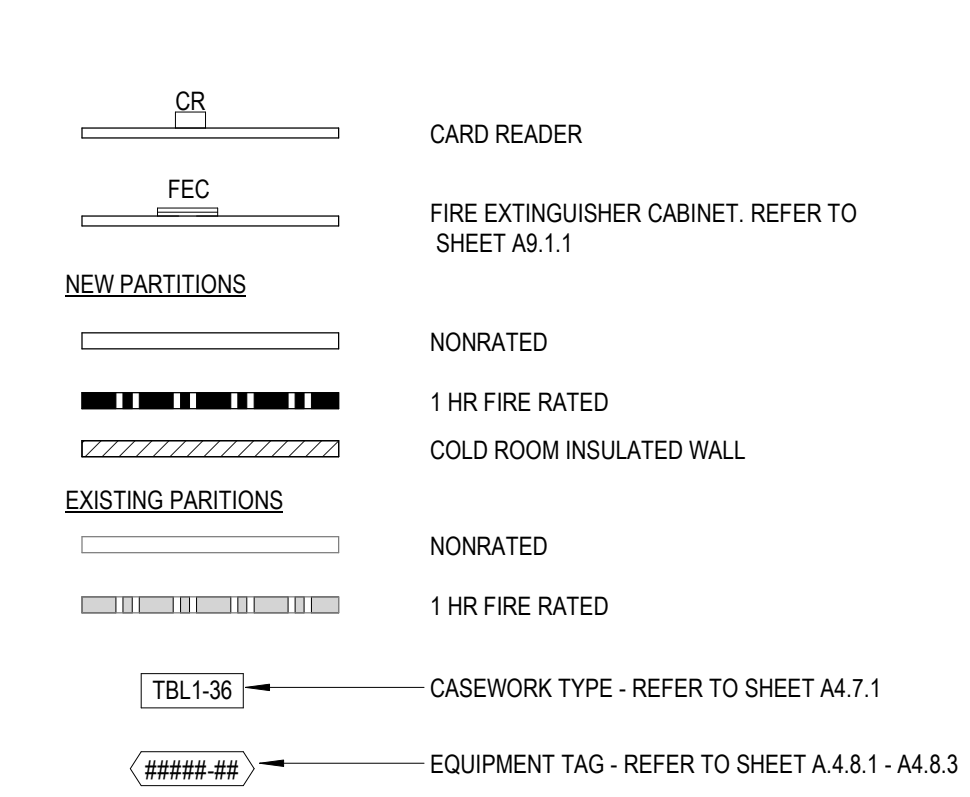 CR
CARD READER
FEC
FIRE EXTINGUISHER CABINET. REFER TO
SHEET A9.1.1
NEW PARTITIONS
NONRATED
1 HR FIRE RATED
COLD ROOM INSULATED WALL
EXISTING PARITIONS
NONRATED
1 HR FIRE RATED
TBL1-36
CASEWORK TYPE - REFER TO SHEET A4.7.1
#####-##
EQUIPMENT TAG - REFER TO SHEET A.4.8.1 - A4.8.3